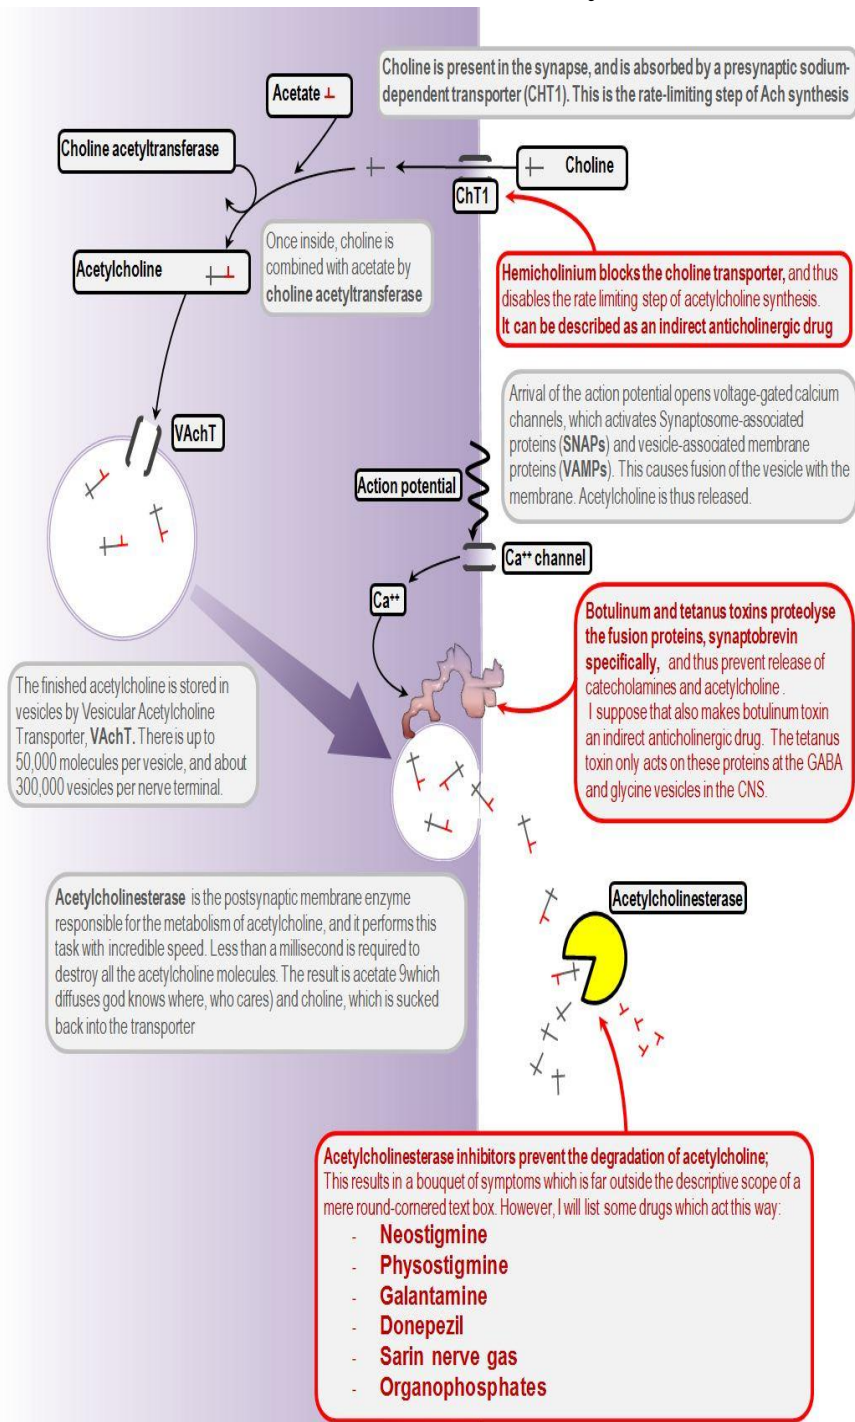 Choline is present in the synapse, and is absorbed by a presynaptic sodium-
dependent transporter (CHT1). This is the rate-limiting step of Ach synthesis
Acetate
Choline acetyltransferase
Choline
ChT1
Acetylcholine
Once inside, choline is
combined with acetate by
choline acetyltransferase
Hemicholinium blocks the choline transporter, and thus
disables the rate limiting step of acetylcholine synthesis.
It can be described as an indirect anticholinergic drug
VAchT
Arrival of the action potential opens voltage-gated calcium
channels, which activates Synaptosome-associated
proteins (SNAPs) and vesicle-associated membrane
proteins (VAMPs). This causes fusion of the vesicle with the
membrane. Acetylcholine is thus released.
Action potential
Ca++ channel
Ca++
Botulinum and tetanus toxins proteolyse
the fusion proteins, synaptobrevin
specifically, and thus prevent release of
catecholamines and acetylcholine .
I suppose that also makes botulinum toxin
an indirect anticholinergic drug. The tetanus
toxin only acts on these proteins at the GABA
and glycine vesicles in the CNS.
The finished acetylcholine is stored in
vesicles by Vesicular Acetylcholine
Transporter, VAchT. There is up to
50,000 molecules per vesicle, and about
300,000 vesicles per nerve terminal.
Acetylcholinesterase is the postsynaptic membrane enzyme
responsible for the metabolism of acetylcholine, and it performs this
task with incredible speed. Less than a millisecond is required to
destroy all the acetylcholine molecules. The result is acetate 9which
diffuses god knows where, who cares) and choline, which is sucked
back into the transporter
Acetylcholinesterase
Acetylcholinesterase inhibitors prevent the degradation of acetylcholine;
This results in a bouquet of symptoms which is far outside the descriptive scope of a
mere round-cornered text box. However, I will list some drugs which act this way:
- Neostigmine
- Physostigmine
- Galantamine
- Donepezil
- Sarin nerve gas
- Organophosphates